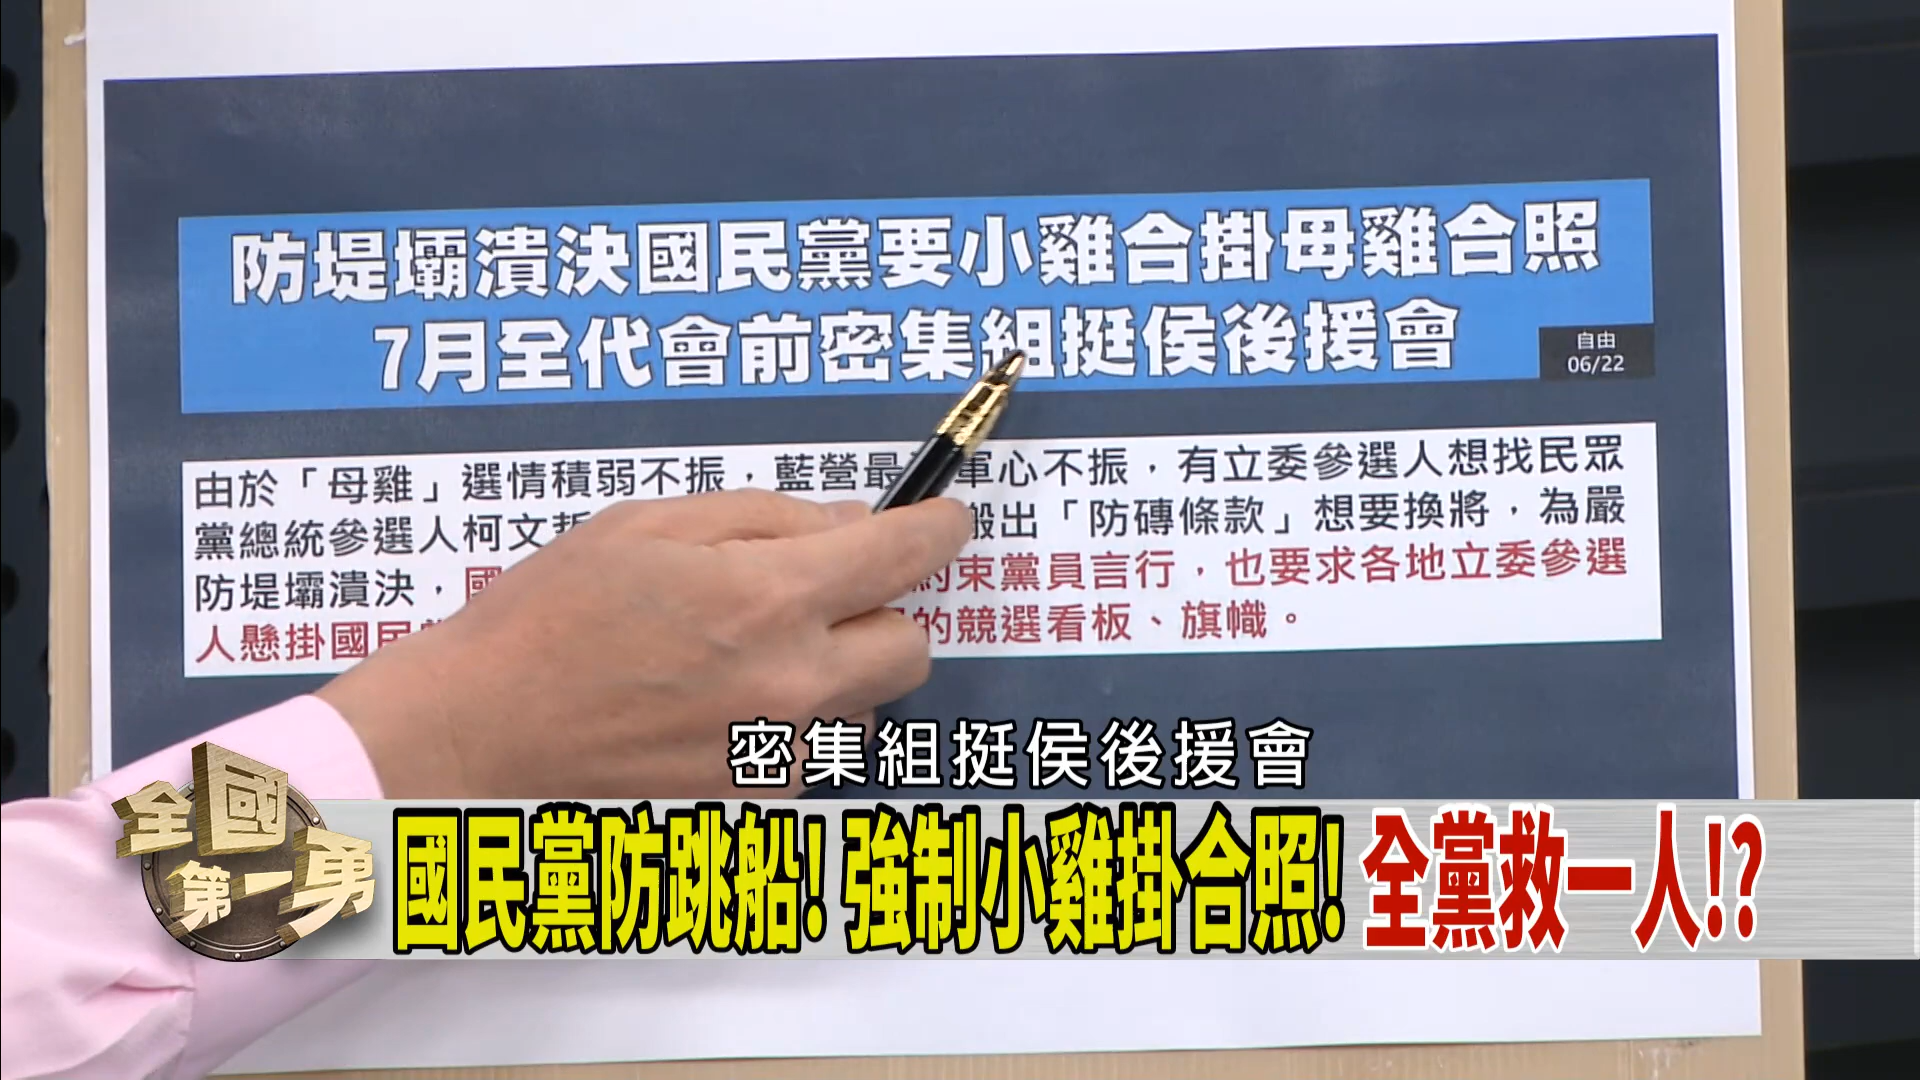 防堤壩潰決國民黨要小雞合掛母雞合照
7月全代會前密集組挺侯後援會
自由
06/22
由於「母雞」選情積弱不振，藍營最 軍心不振，有立委參選人想找民眾
黨總統參選人柯文哲 搬出「防磚條款」想要換將，為嚴
防堤壩潰決，國 約束黨員言行，也要求各地立委參選
人懸掛國民黨 的競選看板、旗幟。
密集組挺侯後援會
全國
第一勇
國民黨防跳船!強制小雞掛合照!全黨救一人!?